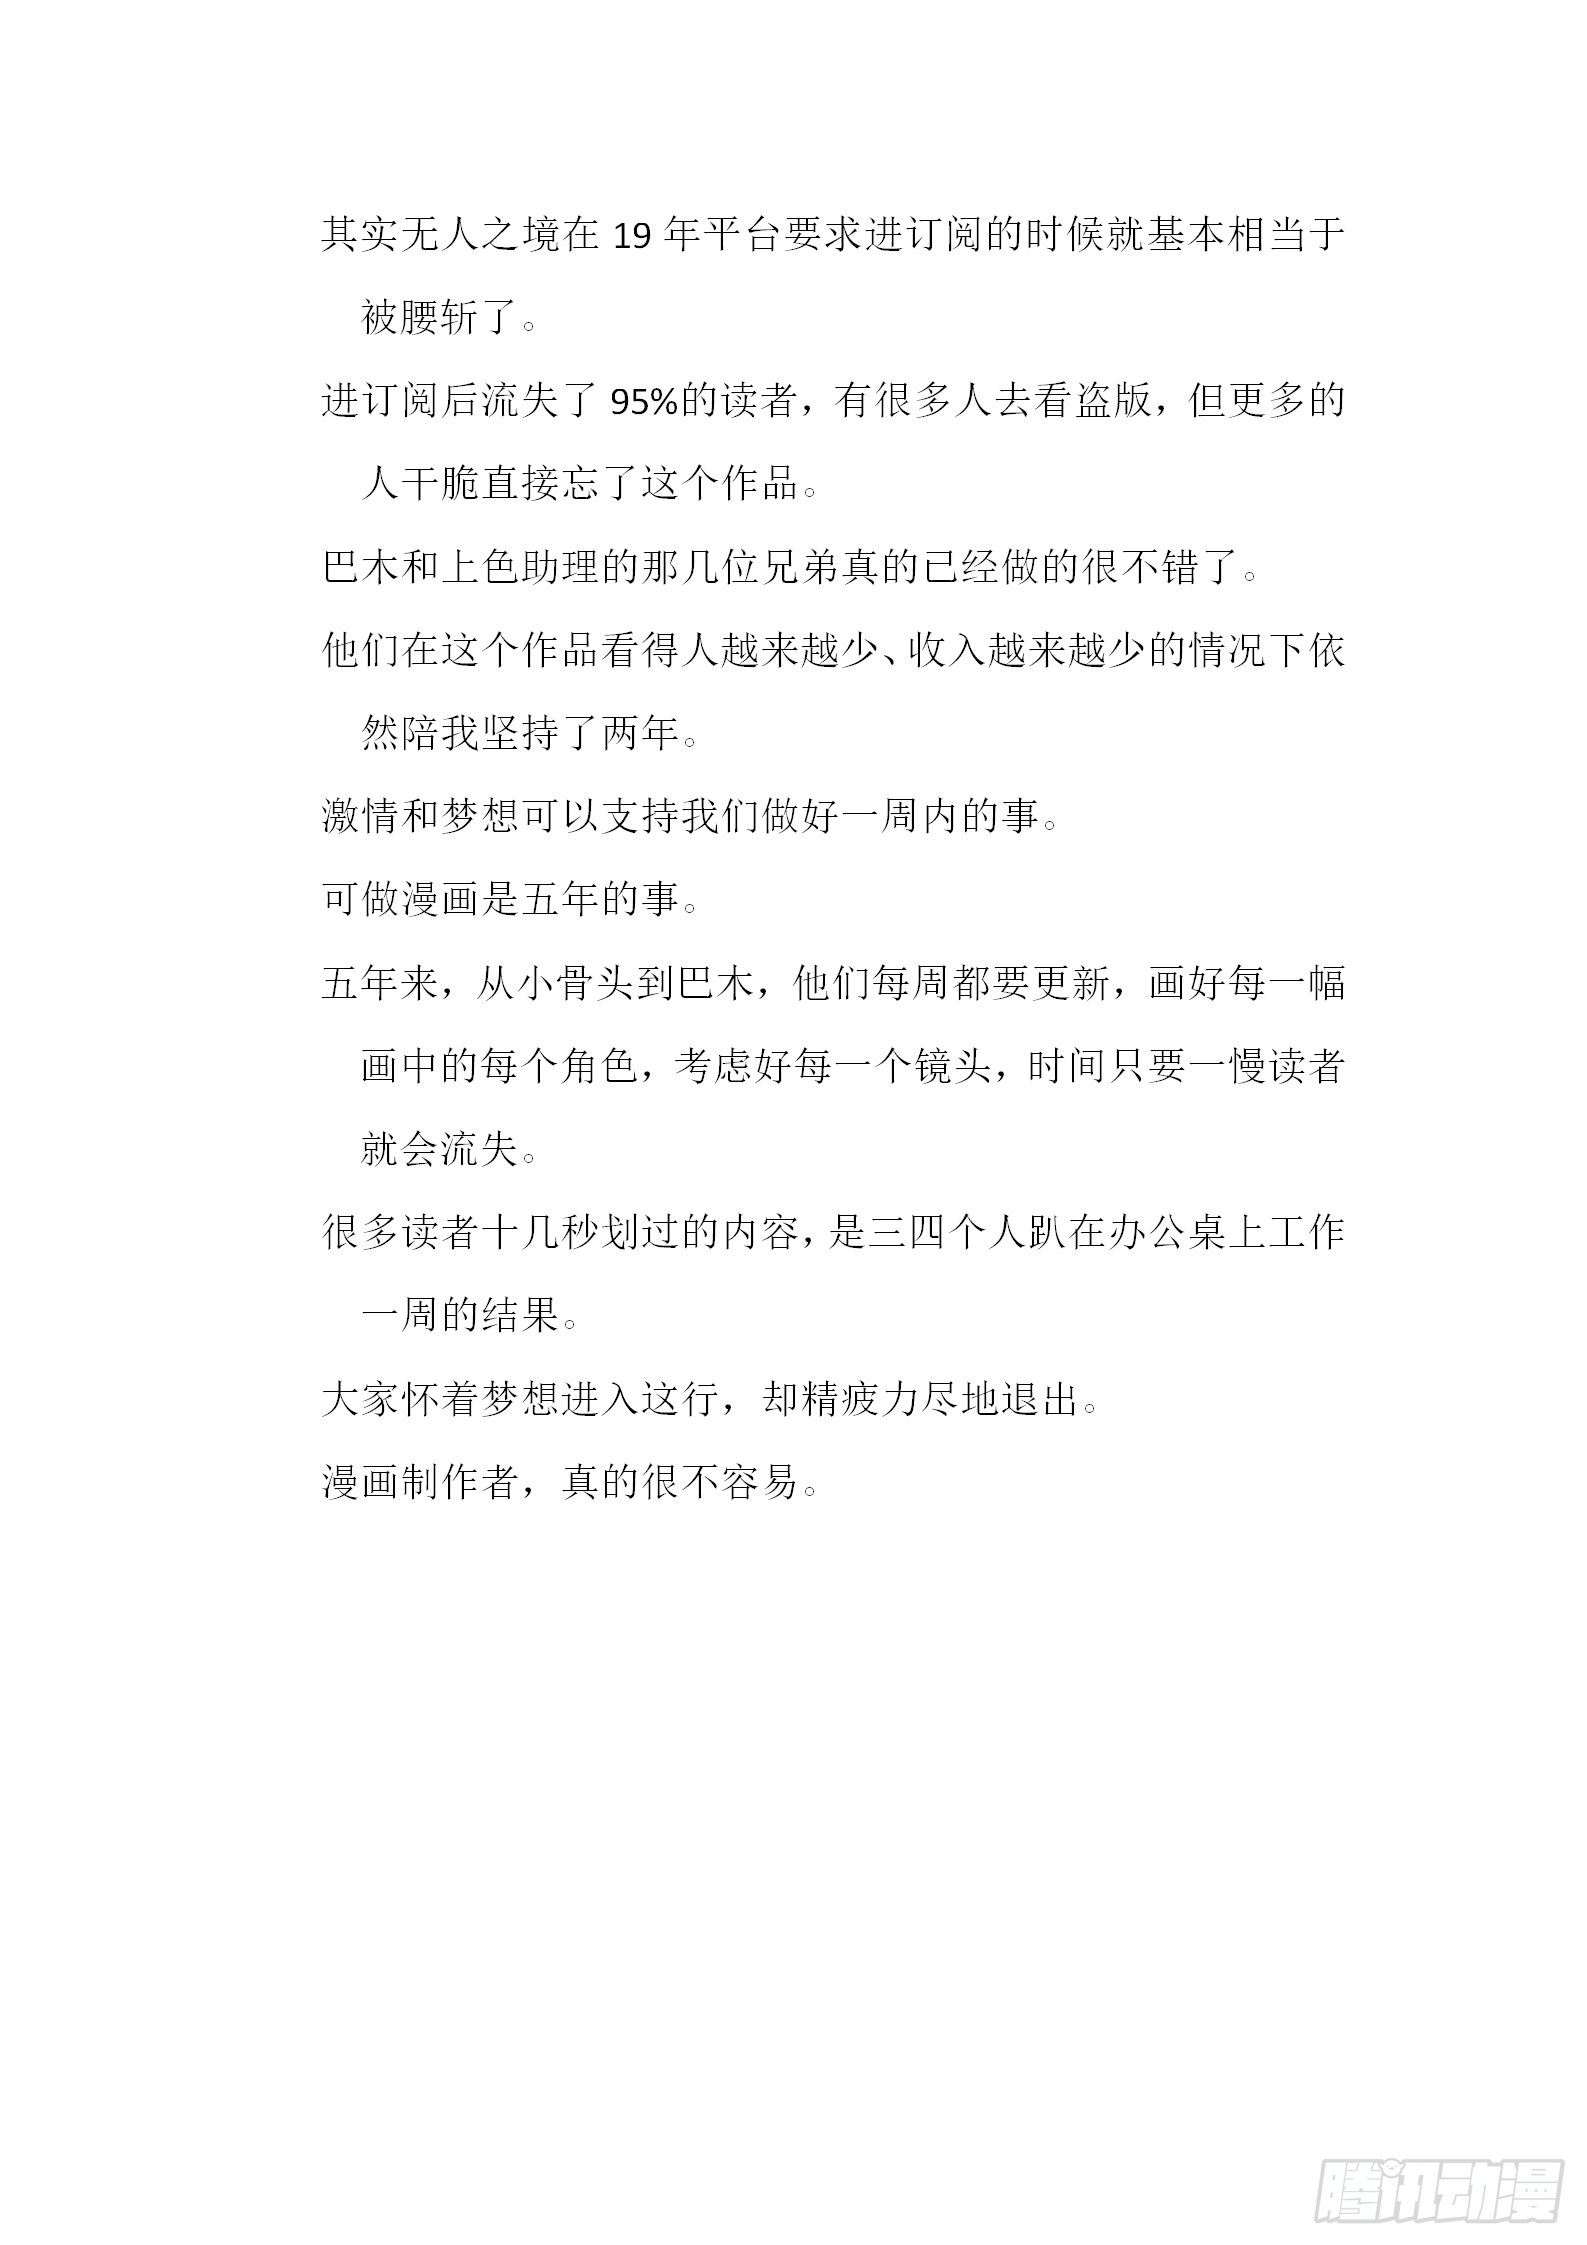 其实无人之境在 19 年平台要求进订阅的时候就基本相当于
被腰斩了。
进订阅后流失了 95%的读者，有很多人去看盗版，但更多的
人干脆直接忘了这个作品。
巴木和上色助理的那几位兄弟真的已经做的很不错了。
他们在这个作品看得人越来越少、收入越来越少的情况下依
然陪我坚持了两年。
激情和梦想可以支持我们做好一周内的事。
可做漫画是五年的事。
五年来，从小骨头到巴木，他们每周都要更新，画好每一幅
画中的每个角色，考虑好每一个镜头，时间只要一慢读者
就会流失。
很多读者十几秒划过的内容，是三四个人趴在办公桌上工作
一周的结果。
大家怀着梦想进入这行，却精疲力尽地退出。
漫画制作者，真的很不容易。
腾讯动漫